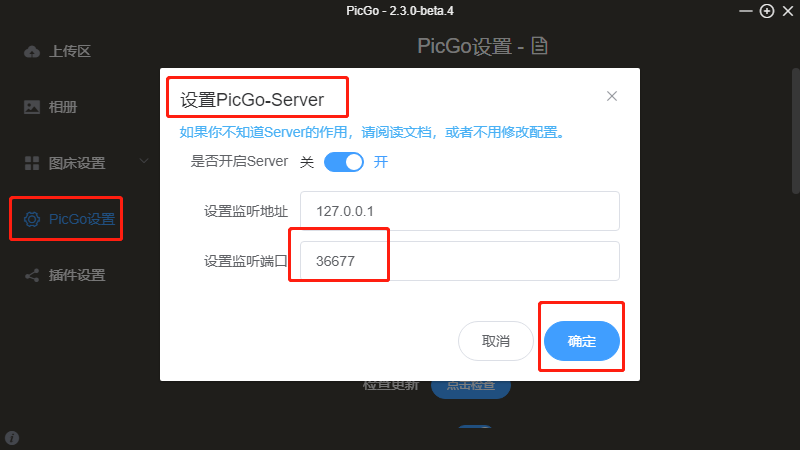 PicGo - 2.3.0-beta.4
上传区
相册
图床设置
PicGo设置
插件设置
PicGo设置 -
设置PicGo-Server
如果你不知道Server的作用，请阅读文档，或者不用修改配置。
是否开启Server 关 开
设置监听地址 127.0.0.1
设置监听端口 36677
取消 确定
检查更新 点击检查